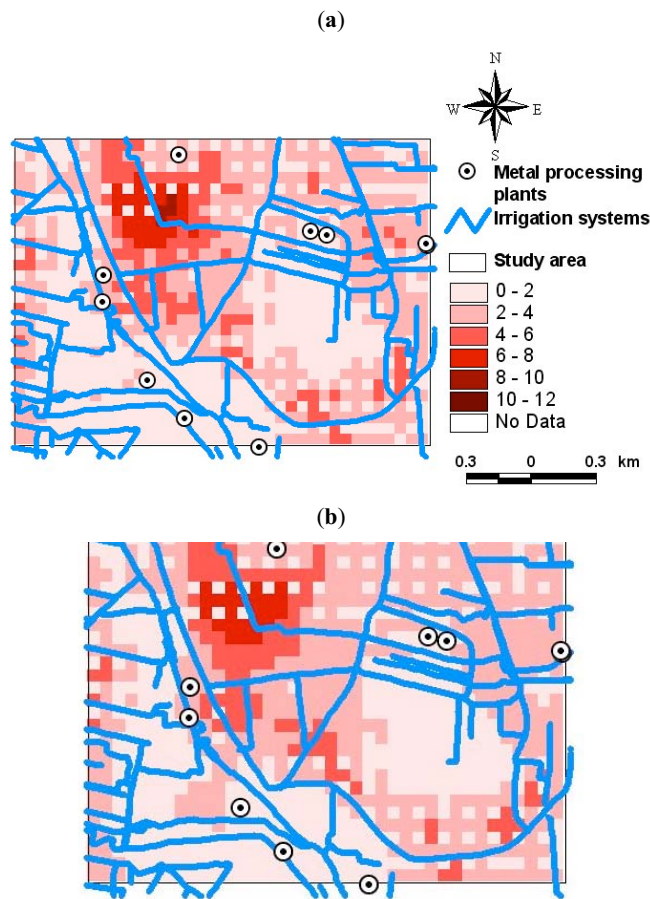 (a)
N
W E
S
Metal processing
plants
Irrigation systems
Study area
0 - 2
2 - 4
4 - 6
6 - 8
8 - 10
10 - 12
No Data
0.3 0 0.3 km
(b)